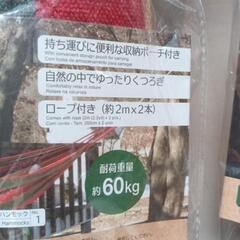 持ち運びに便利な収納ポーチ付き
With convenient storage pouch for carrying
自然の中でゆったりくつろぎ
Comfortably relax in nature
ロープ付き（約2m×2本）
耐荷重量
約60kg
ハンモック
Hammocks
No.
1